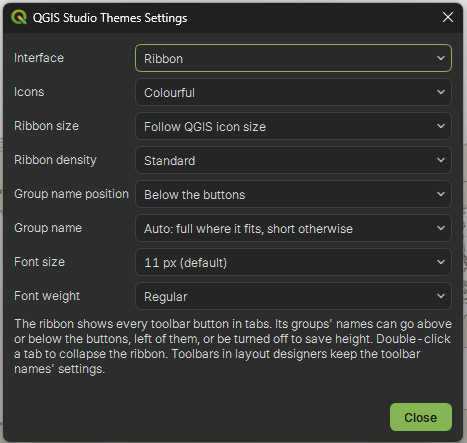 QGIS Studio Themes Settings
Interface
Ribbon
Icons
Colourful
Ribbon size
Follow QGIS icon size
Ribbon density
Standard
Group name position
Below the buttons
Group name
Auto: full where it fits, short otherwise
Font size
11 px (default)
Font weight
Regular
The ribbon shows every toolbar button in tabs. Its groups' names can go above
or below the buttons, left of them, or be turned off to save height. Double-click
a tab to collapse the ribbon. Toolbars in layout designers keep the toolbar
names' settings.
Close